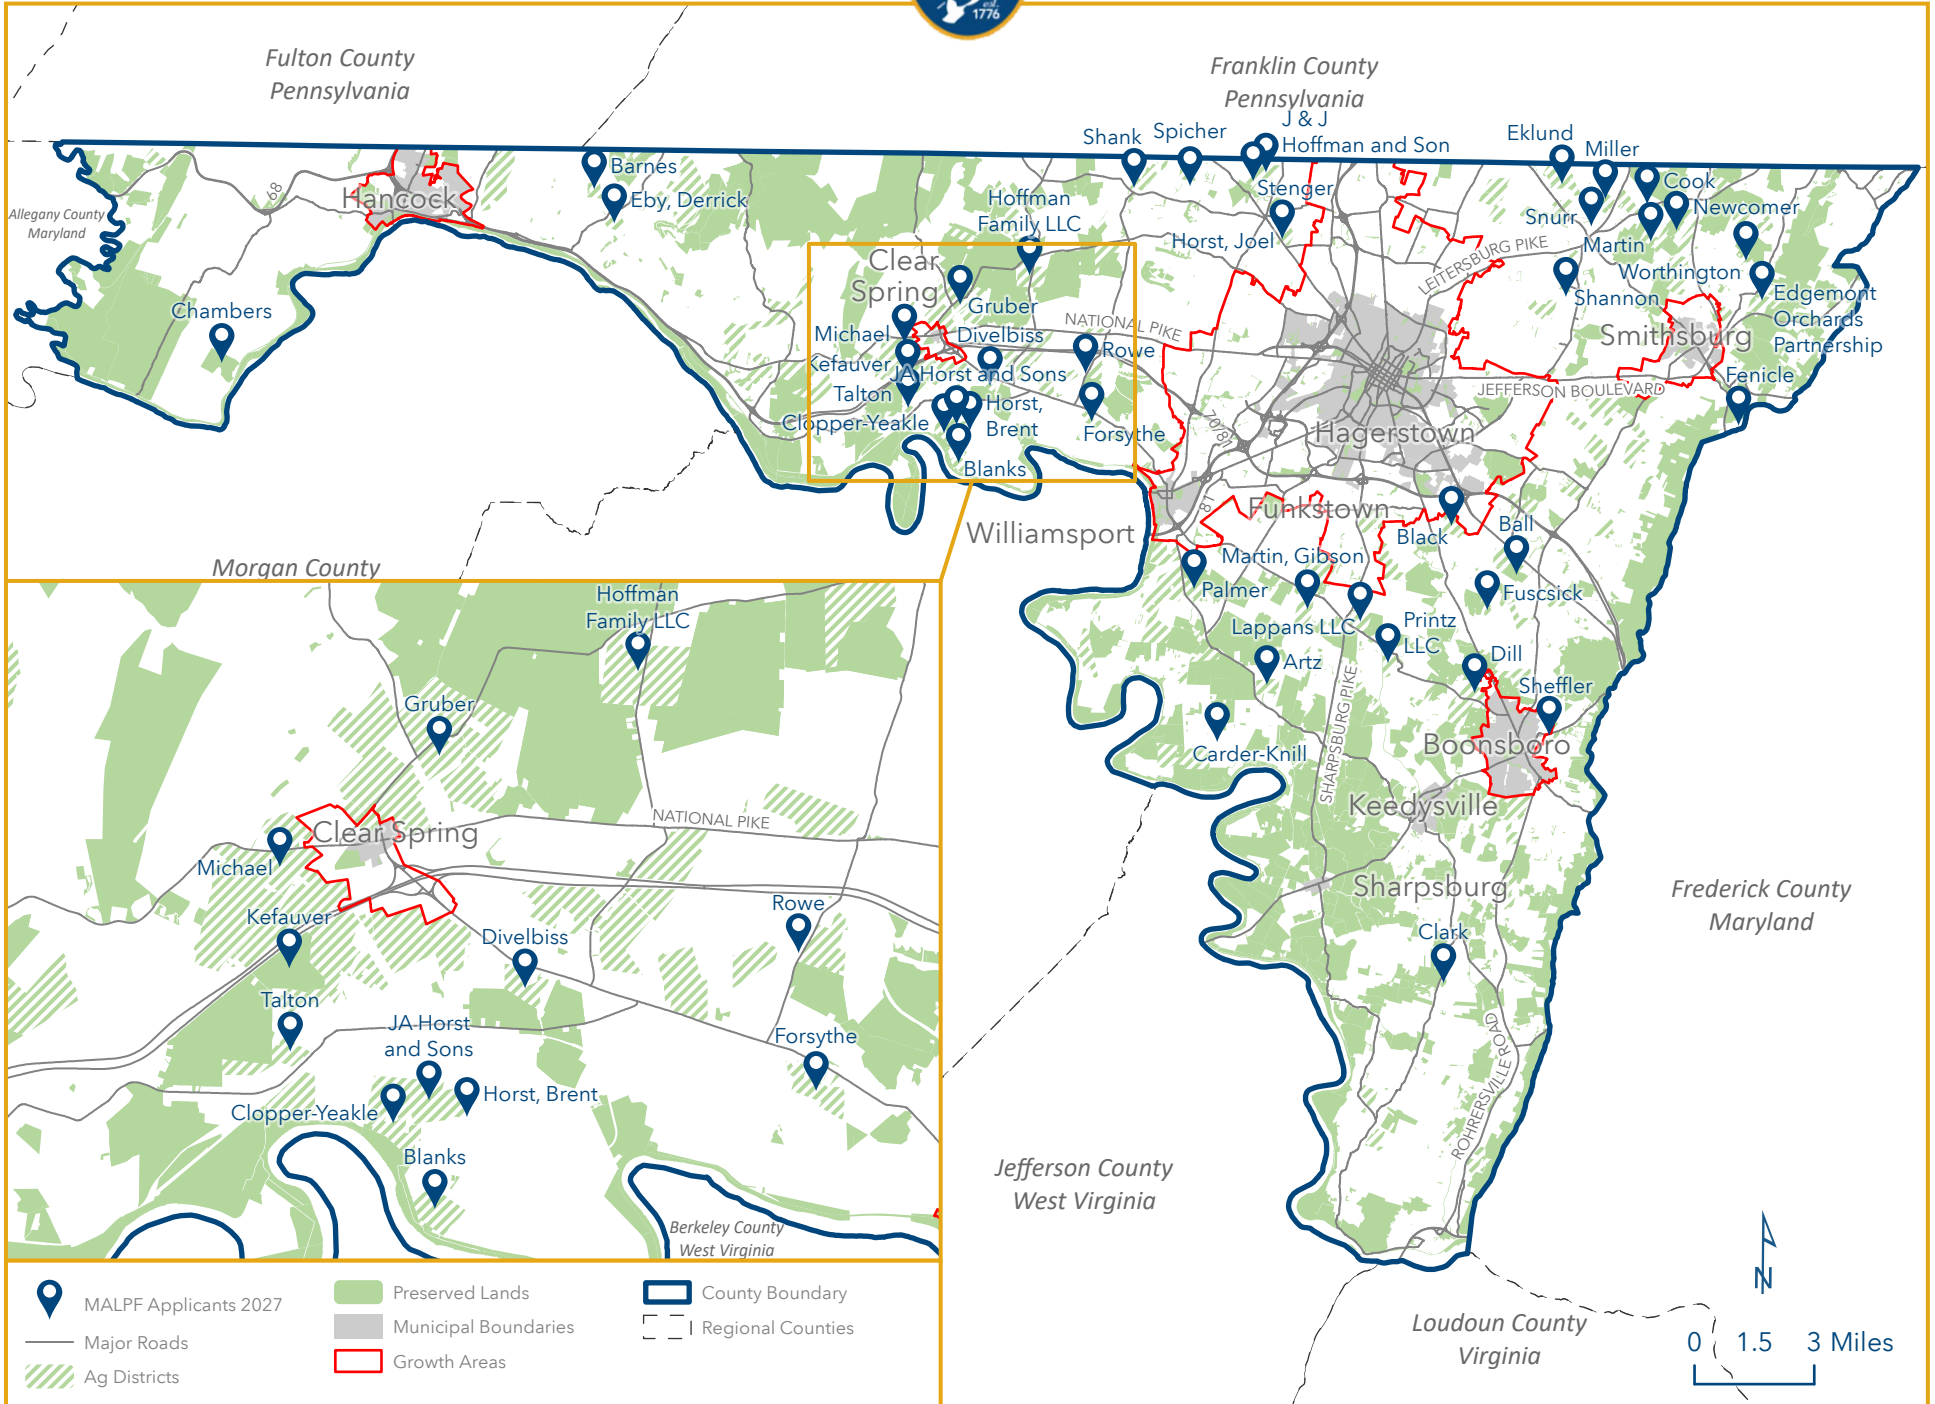 est.
1776
Fulton County
Pennsylvania
Franklin County
Pennsylvania
Allegany County
Maryland
68
Hancock
Barnes
Eby, Derrick
Chambers
Shank
Spicher
J & J
Hoffman and Son
Stenger
Horst, Joel
Eklund
Miller
Cook
Snurr
Newcomer
Martin
Worthington
Shannon
Edgemont
Orchards
Partnership
Smithsburg
Fenicle
LEITERSBURG PIKE
JEFFERSON BOULEVARD
Hoffman
Family LLC
Clear
Spring
Gruber
Michael
Divelbiss
NATIONAL PIKE
Kefauver
Rowe
JA Horst and Sons
Talton
Horst,
Brent
Clopper-Yeakle
Forsythe
Blanks
70/81
Hagerstown
81
Funkstown
Williamsport
Black
Ball
Martin, Gibson
Palmer
Fuscsick
Lappans LLC
Printz
LLC
Artz
Dill
Sheffler
SHARPSBURG PIKE
Boonsboro
Carder-Knill
Keedysville
Sharpsburg
Clark
ROHRERSVILLE ROAD
Frederick County
Maryland
Jefferson County
West Virginia
Loudoun County
Virginia
Morgan County
Hoffman
Family LLC
Gruber
Clear Spring
NATIONAL PIKE
Michael
Kefauver
Rowe
Divelbiss
Talton
JA Horst
and Sons
Forsythe
Horst, Brent
Clopper-Yeakle
Blanks
Berkeley County
West Virginia
MALPF Applicants 2027
Major Roads
Ag Districts
Preserved Lands
Municipal Boundaries
Growth Areas
County Boundary
Regional Counties
N
0 1.5 3 Miles